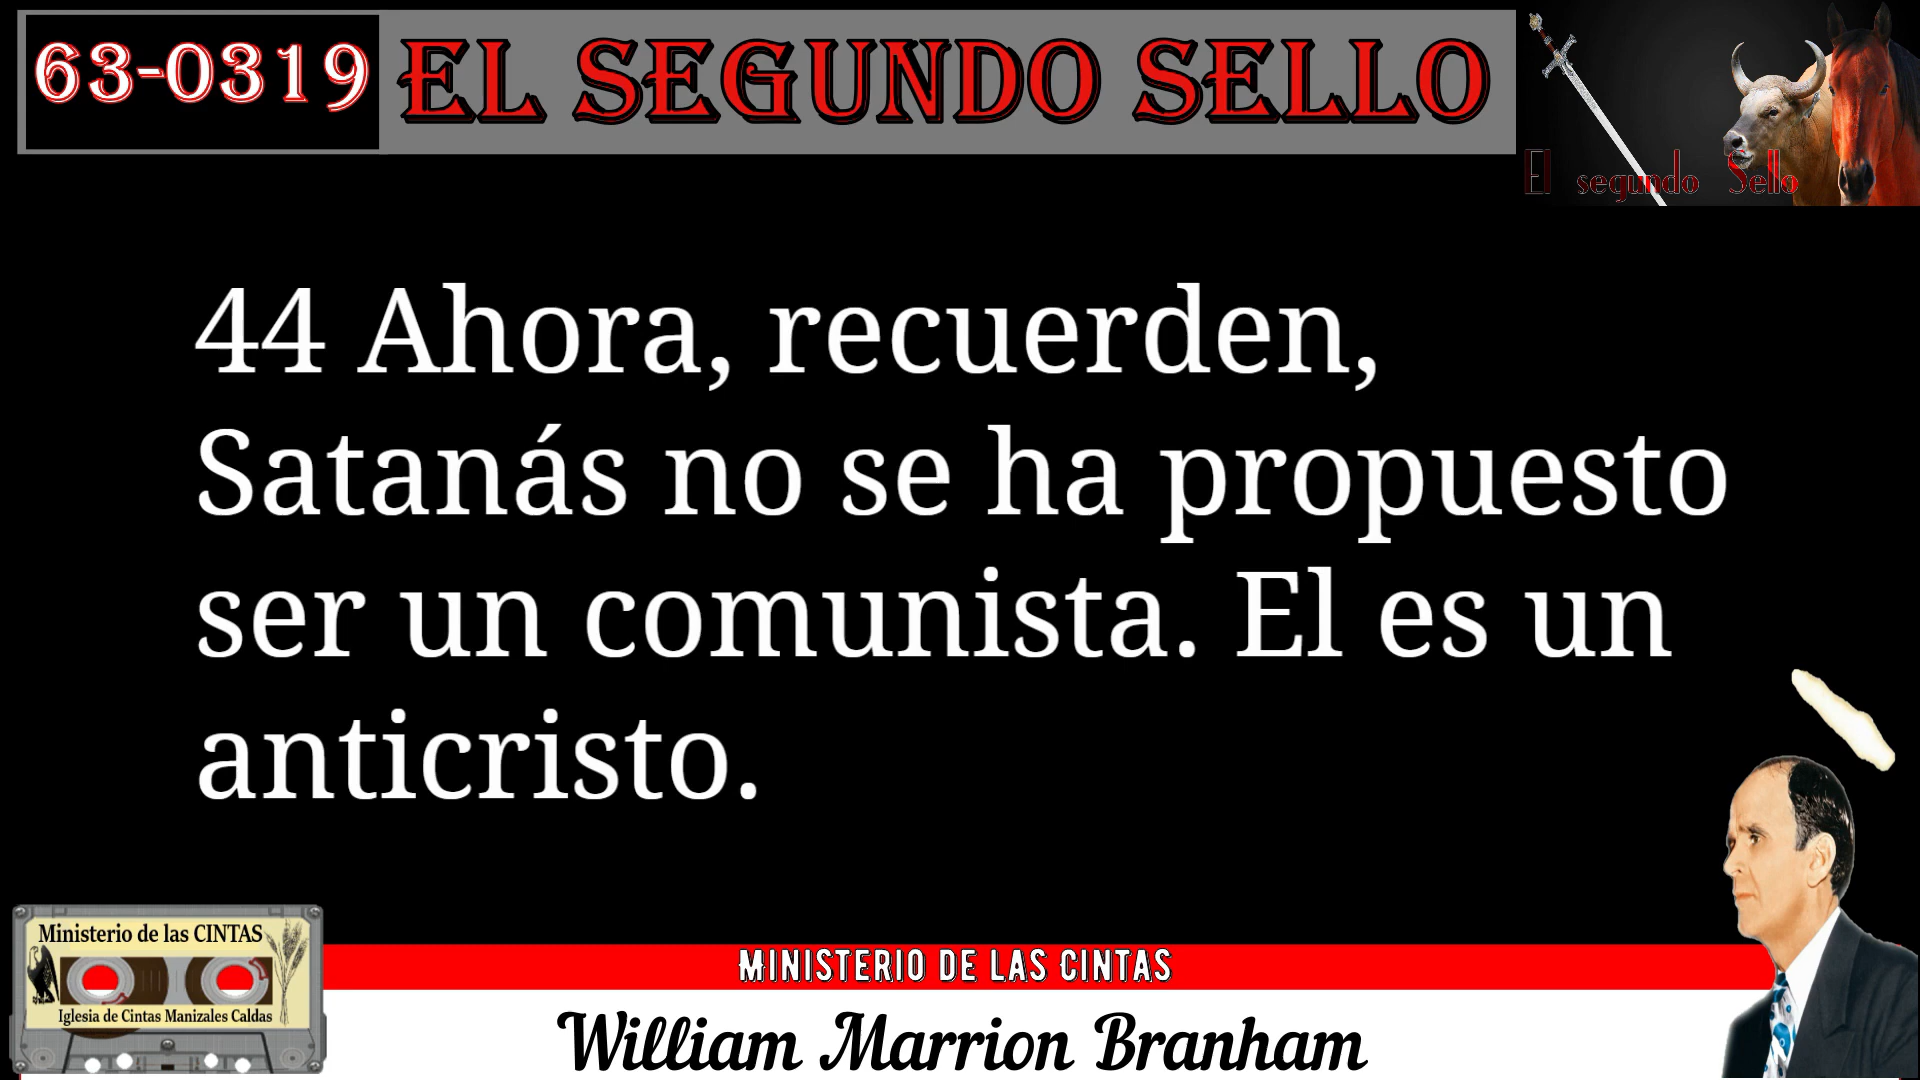 63-0319
EL SEGUNDO SELLO
El segundo Sello
44 Ahora, recuerden,
Satanás no se ha propuesto
ser un comunista. El es un
anticristo.
Ministerio de las CINTAS
Iglesia de Cintas Manizales Caldas
MINISTERIO DE LAS CINTAS
William Marrion Branham